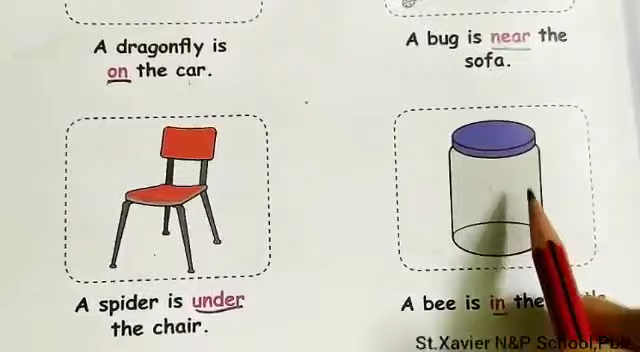 A dragonfly is
on the car.
A bug is near the
sofa.
A spider is under
the chair.
A bee is in the
St.Xavier N&P School,